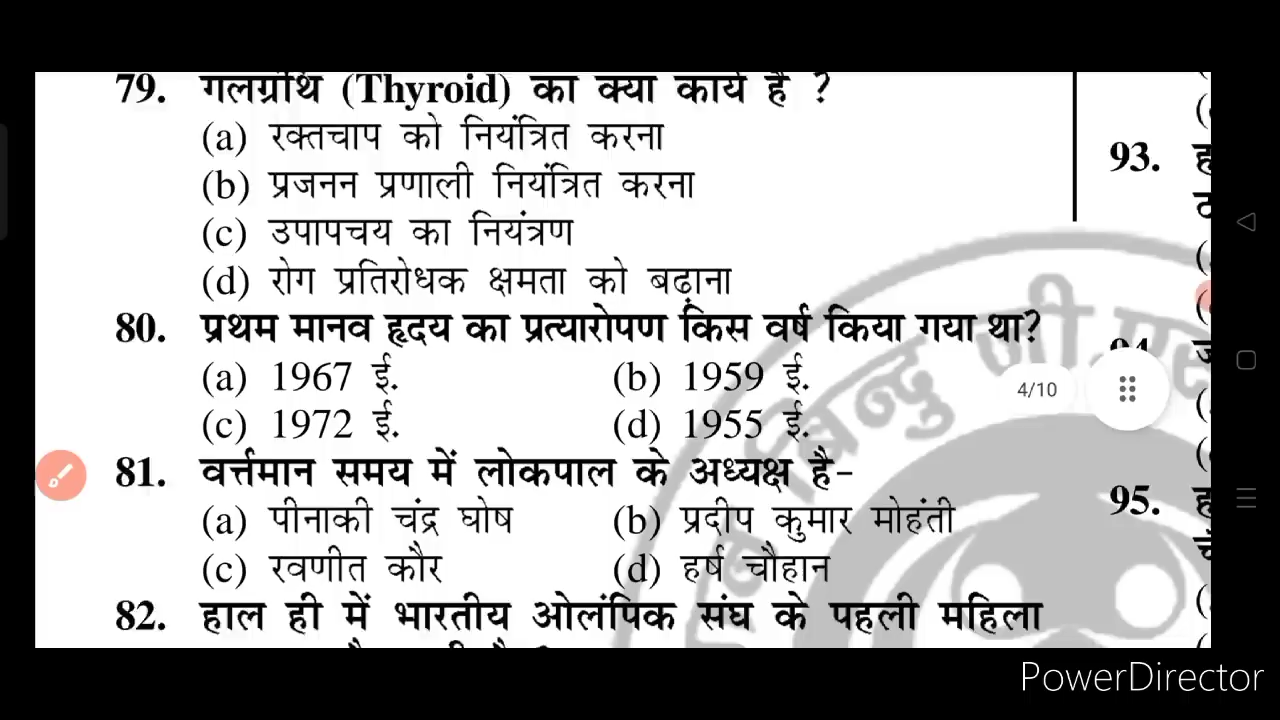 79. गलग्रंथि (Thyroid) का क्या कार्य है ?
(a) रक्तचाप को नियंत्रित करना
(b) प्रजनन प्रणाली नियंत्रित करना
(c) उपापचय का नियंत्रण
(d) रोग प्रतिरोधक क्षमता को बढ़ाना
80. प्रथम मानव हृदय का प्रत्यारोपण किस वर्ष किया गया था?
(a) 1967 ई. (b) 1959 ई.
(c) 1972 ई. (d) 1955 ई.
81. वर्त्तमान समय में लोकपाल के अध्यक्ष है-
(a) पीनाकी चंद्र घोष (b) प्रदीप कुमार मोहंती
(c) रवणीत कौर (d) हर्ष चौहान
82. हाल ही में भारतीय ओलंपिक संघ के पहली महिला
93.
95.
4/10
बिन्दु जी.एस
PowerDirector